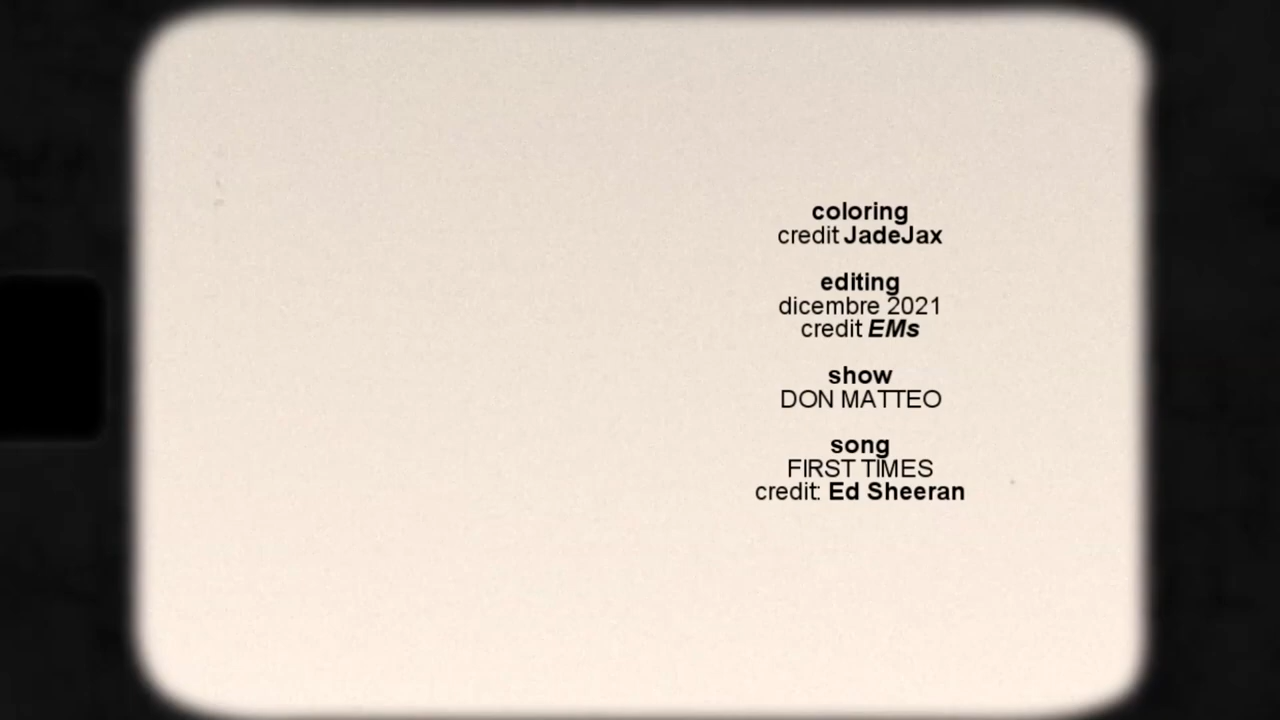 coloring
credit JadeJax
editing
dicembre 2021
credit EMs
show
DON MATTEO
song
FIRST TIMES
credit: Ed Sheeran